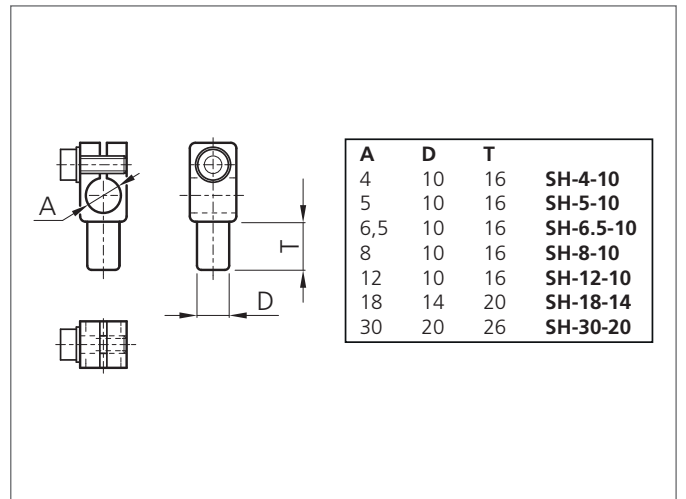 A
T
D
A D T
4 10 16 SH-4-10
5 10 16 SH-5-10
6,5 10 16 SH-6.5-10
8 10 16 SH-8-10
12 10 16 SH-12-10
18 14 20 SH-18-14
30 20 26 SH-30-20